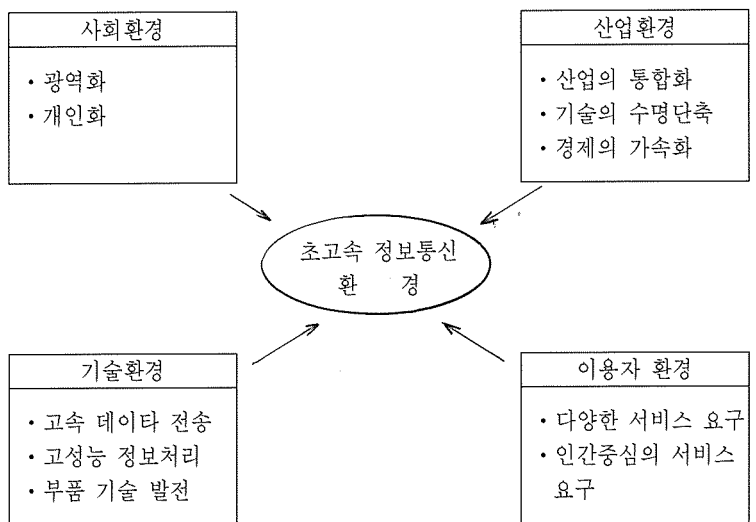 사회환경
· 광역화
· 개인화
산업환경
· 산업의 통합화
· 기술의 수명단축
· 경제의 가속화
초고속 정보통신
환 경
기술환경
· 고속 데이타 전송
· 고성능 정보처리
· 부품 기술 발전
이용자 환경
· 다양한 서비스 요구
· 인간중심의 서비스
요구